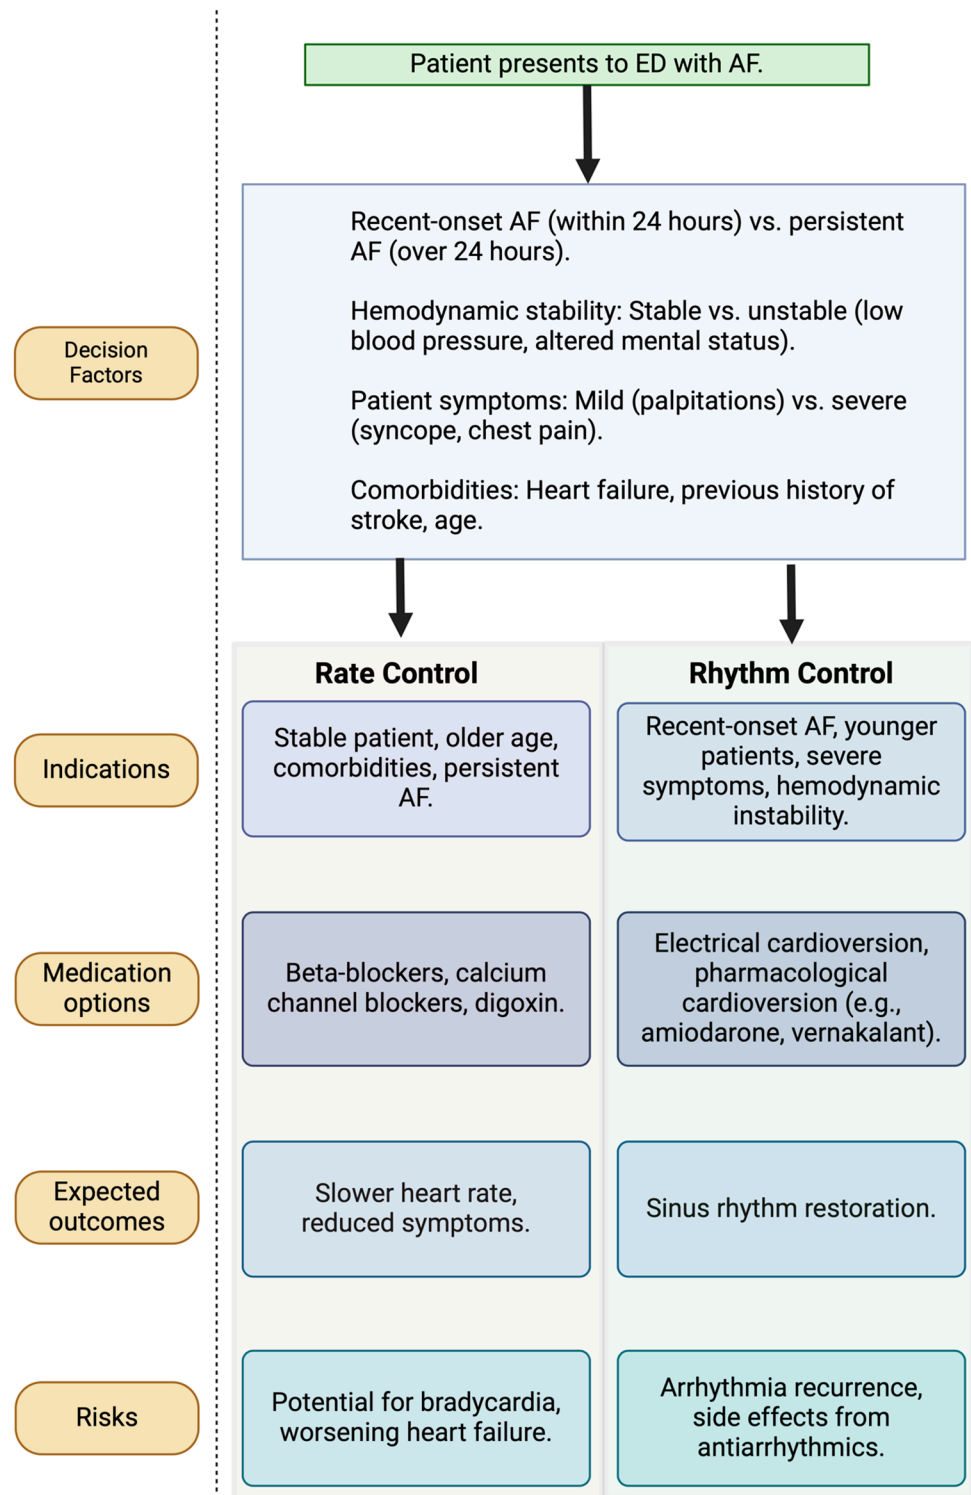 Patient presents to ED with AF.
Decision
Factors
Recent-onset AF (within 24 hours) vs. persistent
AF (over 24 hours).
Hemodynamic stability: Stable vs. unstable (low
blood pressure, altered mental status).
Patient symptoms: Mild (palpitations) vs. severe
(syncope, chest pain).
Comorbidities: Heart failure, previous history of
stroke, age.
Rate Control
Rhythm Control
Indications
Stable patient, older age,
comorbidities, persistent
AF.
Recent-onset AF, younger
patients, severe
symptoms, hemodynamic
instability.
Medication
options
Beta-blockers, calcium
channel blockers, digoxin.
Electrical cardioversion,
pharmacological
cardioversion (e.g.,
amiodarone, vernakalant).
Expected
outcomes
Slower heart rate,
reduced symptoms.
Sinus rhythm restoration.
Risks
Potential for bradycardia,
worsening heart failure.
Arrhythmia recurrence,
side effects from
antiarrhythmics.